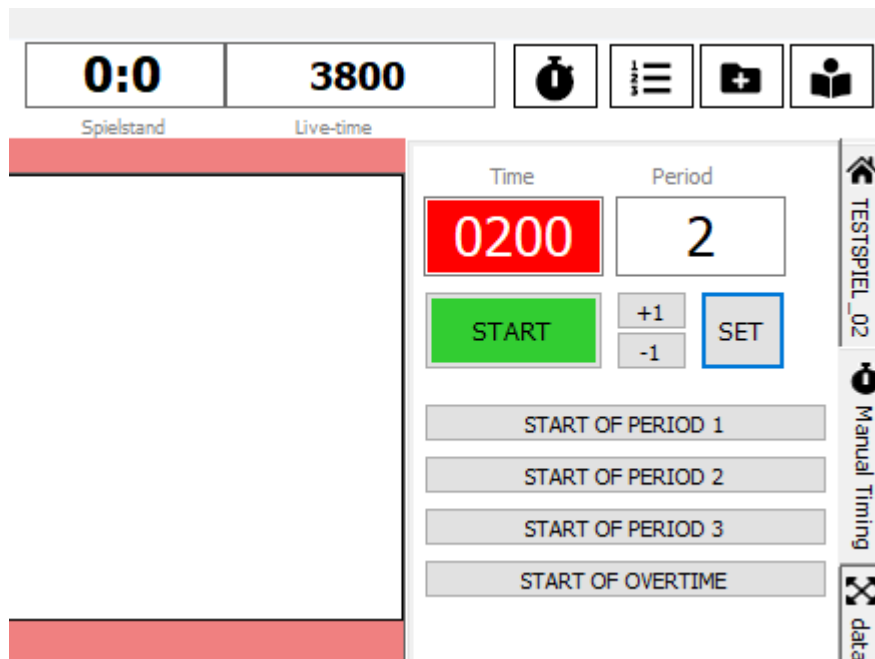 0:0
3800
Spielstand
Live-time
Time
Period
0200
2
START
+1
-1
SET
START OF PERIOD 1
START OF PERIOD 2
START OF PERIOD 3
START OF OVERTIME
TESTSPIEL_02
Manual Timing
data